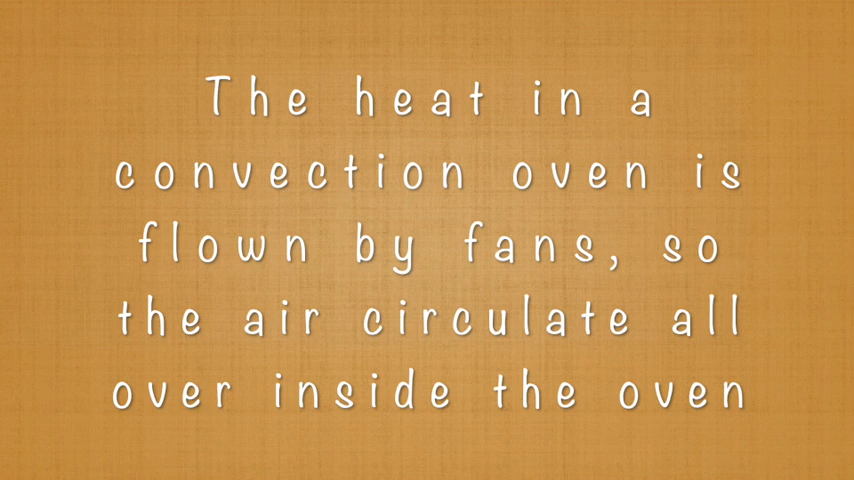 The heat in a
convection oven is
flown by fans, so
the air circulate all
over inside the oven